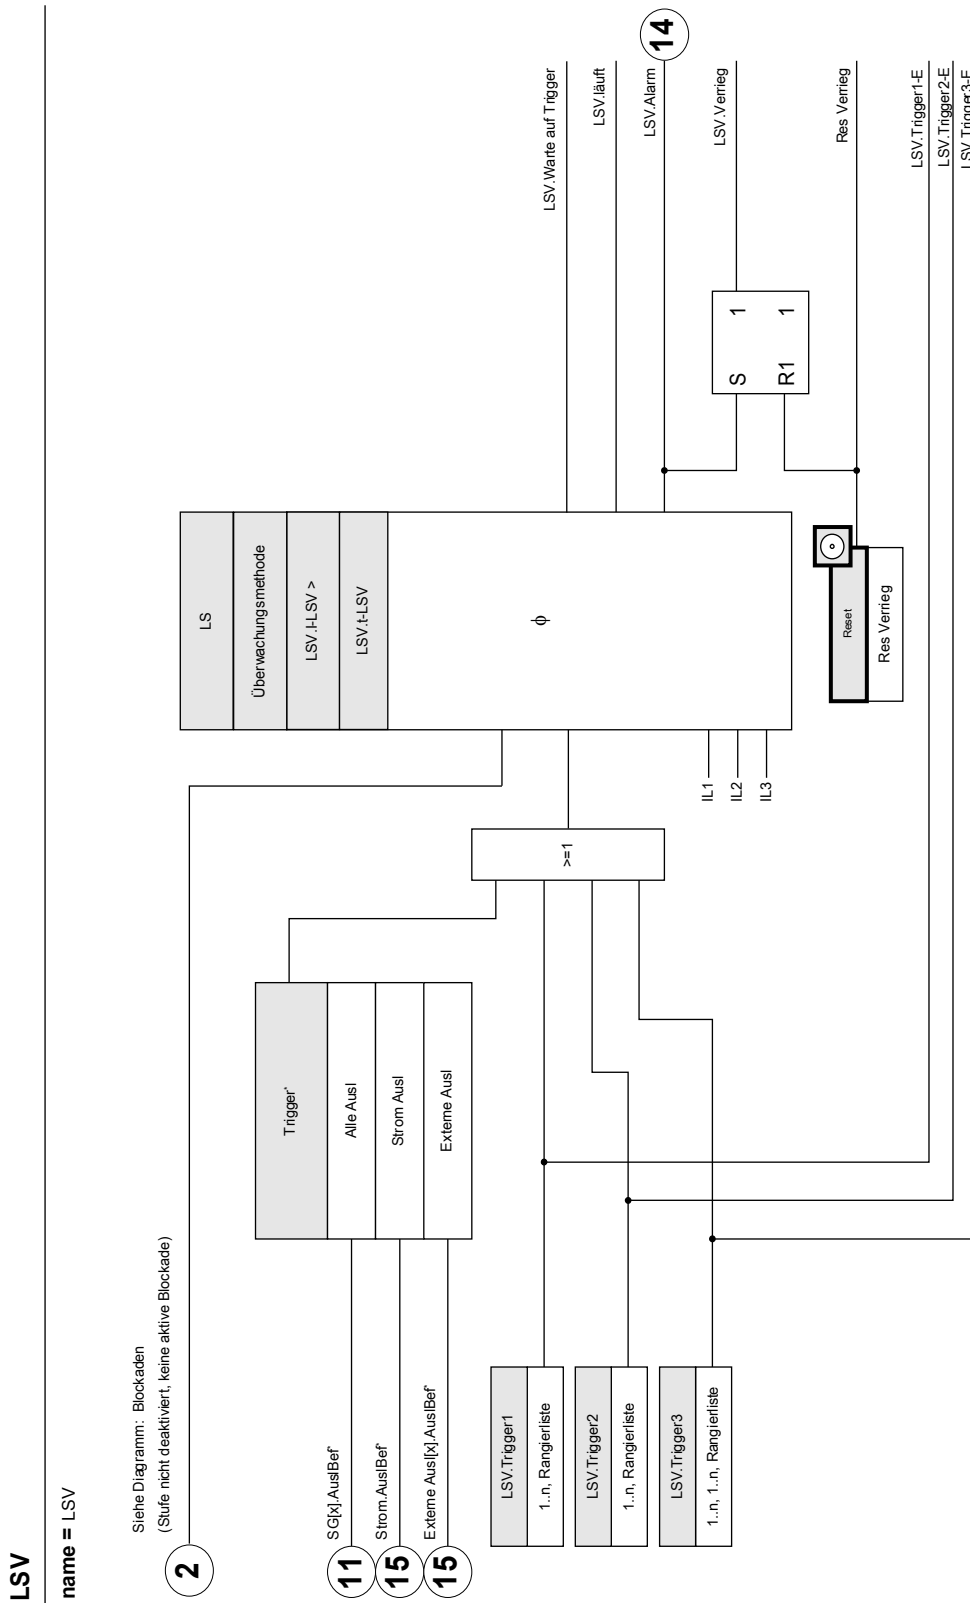 LSV
name = LSV
Siehe Diagramm: Blockaden
(Stufe nicht deaktiviert, keine aktive Blockade)
2
SG[x].AuslBef*
11
Strom.AuslBef*
15
Externe Ausl[x].AuslBef*
15
Trigger*
Alle Ausl
Strom Ausl
Externe Ausl
LSV.Trigger1
1..n, Rangierliste
LSV.Trigger2
1..n, Rangierliste
LSV.Trigger3
1..n, 1..n, Rangierliste
>=1
IL1
IL2
IL3
LS
Überwachungsmethode
LSV.I-LSV >
LSV.t-LSV
ϕ
S 1
R1 1
Reset
Res Verrieg
LSV.Warte auf Trigger
LSV.läuft
LSV.Alarm
14
LSV.Verrieg
Res Verrieg
LSV.Trigger1-E
LSV.Trigger2-E
LSV.Trigger3-E